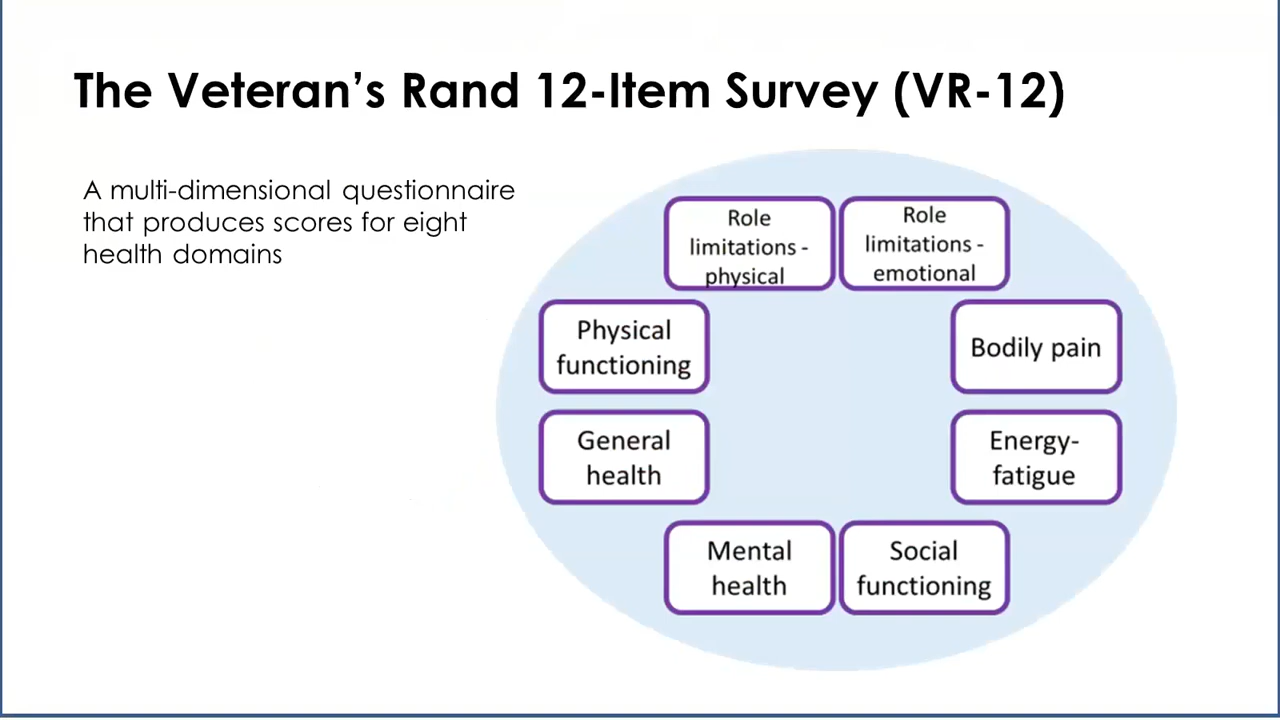 The Veteran’s Rand 12-Item Survey (VR-12)
A multi-dimensional questionnaire
that produces scores for eight
health domains
Role
limitations -
physical
Role
limitations -
emotional
Physical
functioning
Bodily pain
General
health
Energy-
fatigue
Mental
health
Social
functioning